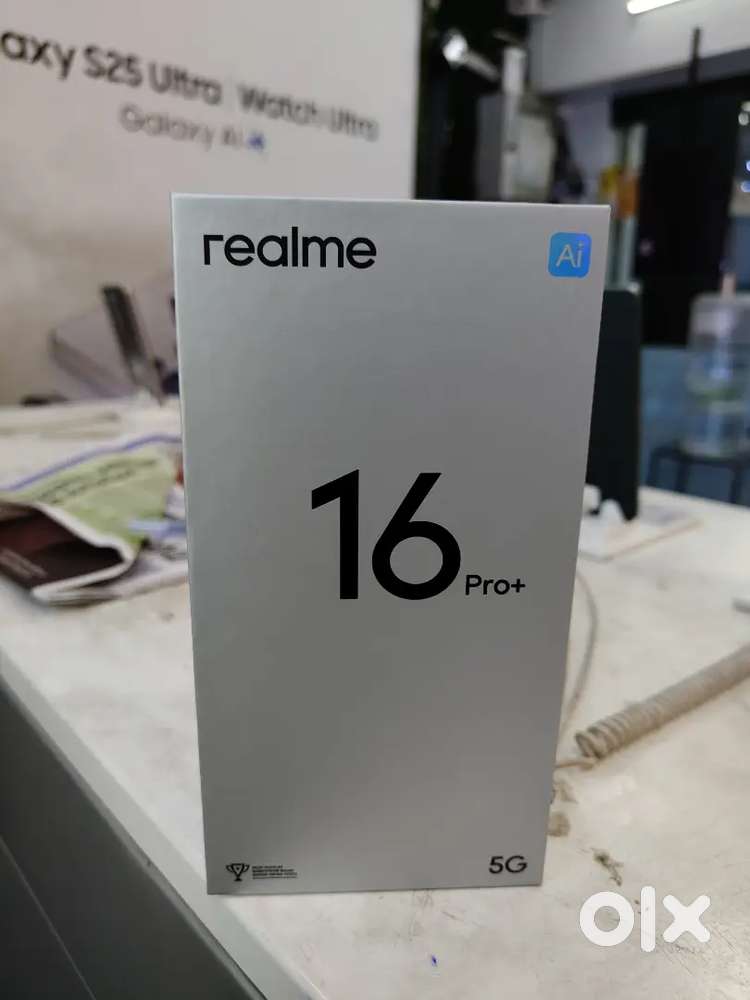 axy S25 Ultra | Watch Ultra
Galaxy AI
realme
Ai
16 Pro+
5G
olx